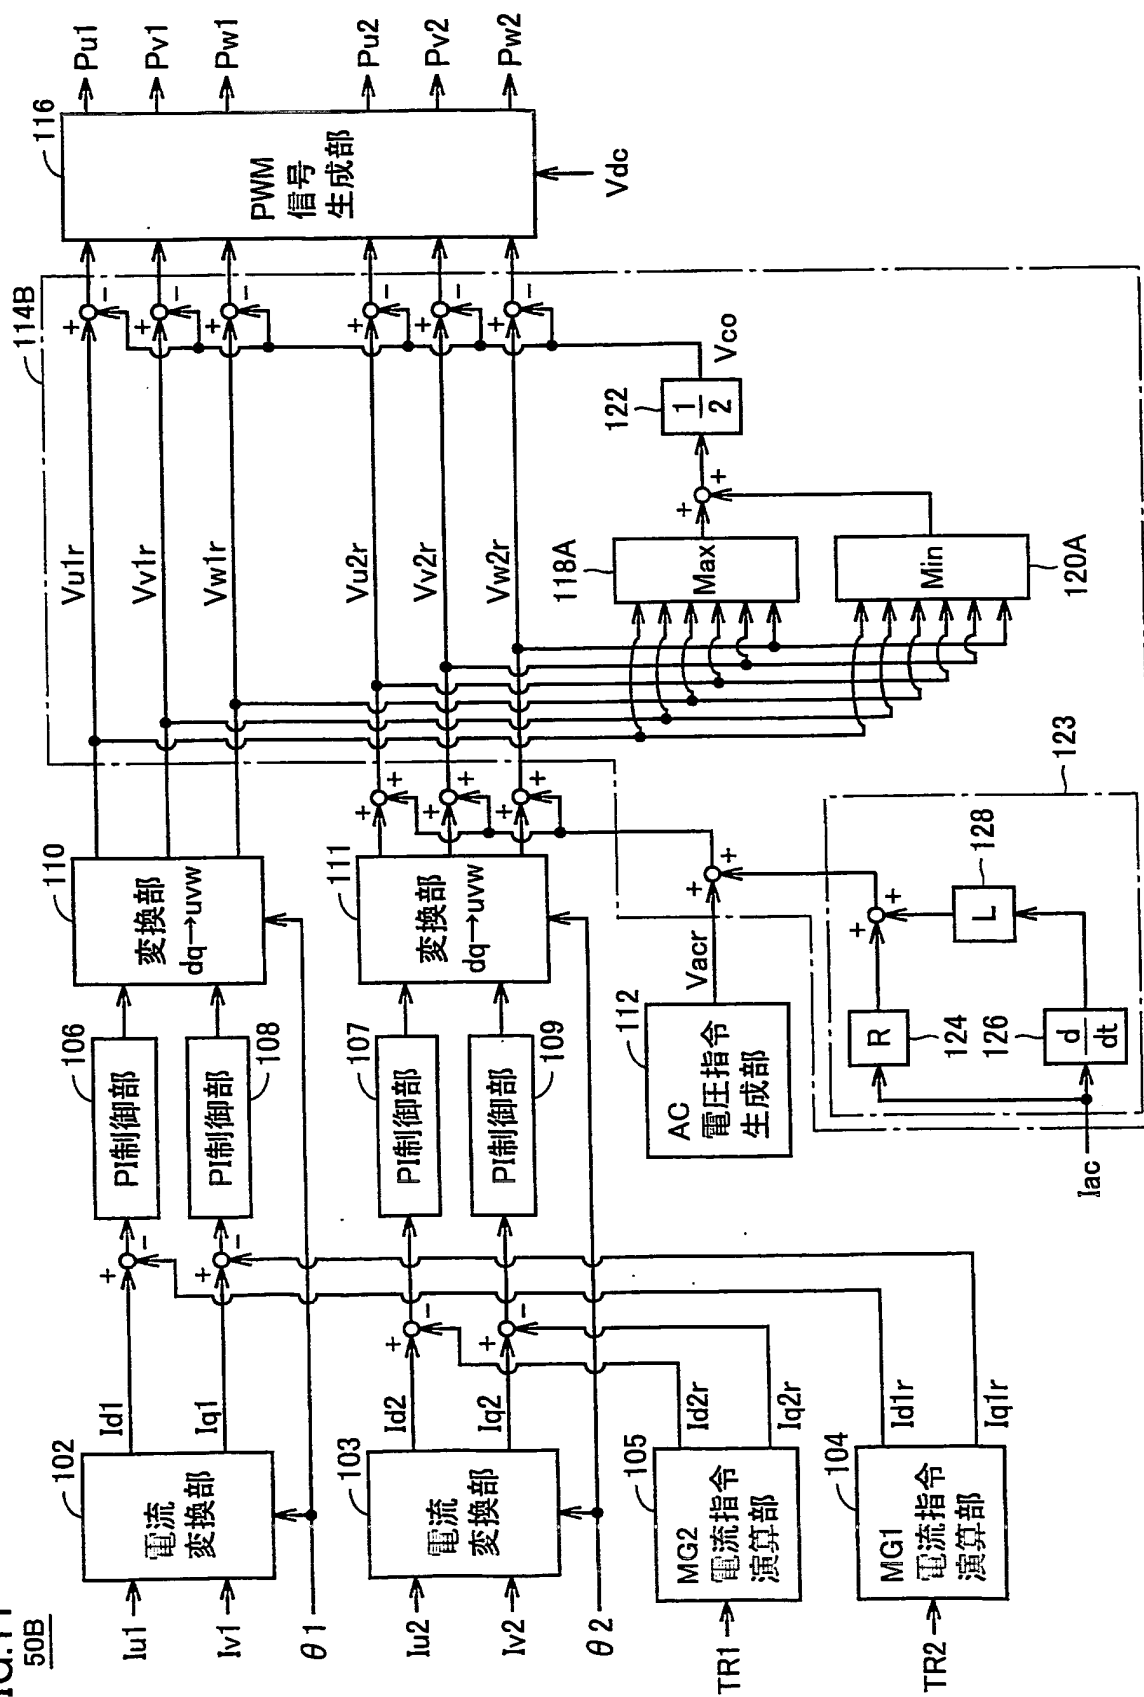 50B
Iu1
Iv1
θ1
Iu2
Iv2
θ2
TR1
TR2
102
電流
変換部
103
電流
変換部
105
MG2
電流指令
演算部
104
MG1
電流指令
演算部
Id1
Iq1
Id2
Iq2
Id2r
Iq2r
Id1r
Iq1r
+
−
+
−
+
−
+
−
106
PI制御部
108
PI制御部
107
PI制御部
109
PI制御部
112
AC
電圧指令
生成部
Vacr
110
変換部
dq→uvw
111
変換部
dq→uvw
+
+
+
+
+
+
+
+
Iac
123
R
124
126
d
dt
L
128
+
+
114B
Vu1r
Vv1r
Vw1r
Vu2r
Vv2r
Vw2r
118A
Max
Min
120A
+
+
122
1
2
Vco
+
−
+
−
+
−
+
−
+
−
+
−
116
PWM
信号
生成部
Vdc
Pu1
Pv1
Pw1
Pu2
Pv2
Pw2